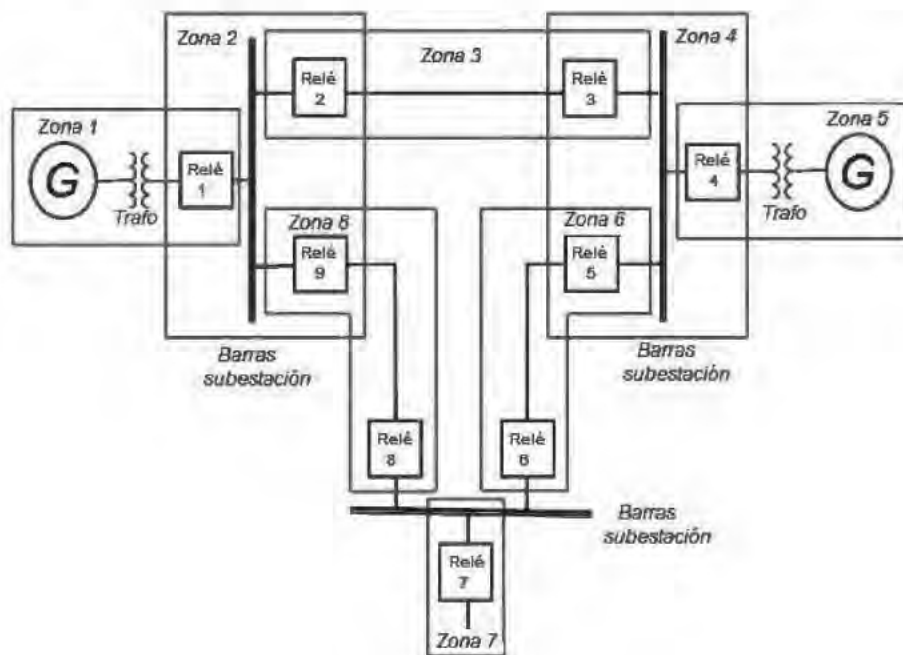 Zona 2
Zona 3
Zona 4
Relé
2
Relé
3
Zona 1
Zona 5
G
Trafo
Relé
1
Relé
4
Trafo
G
Zona 8
Zona 6
Relé
9
Relé
5
Barras
subestación
Barras
subestación
Relé
8
Relé
6
Barras
subestación
Relé
7
Zona 7